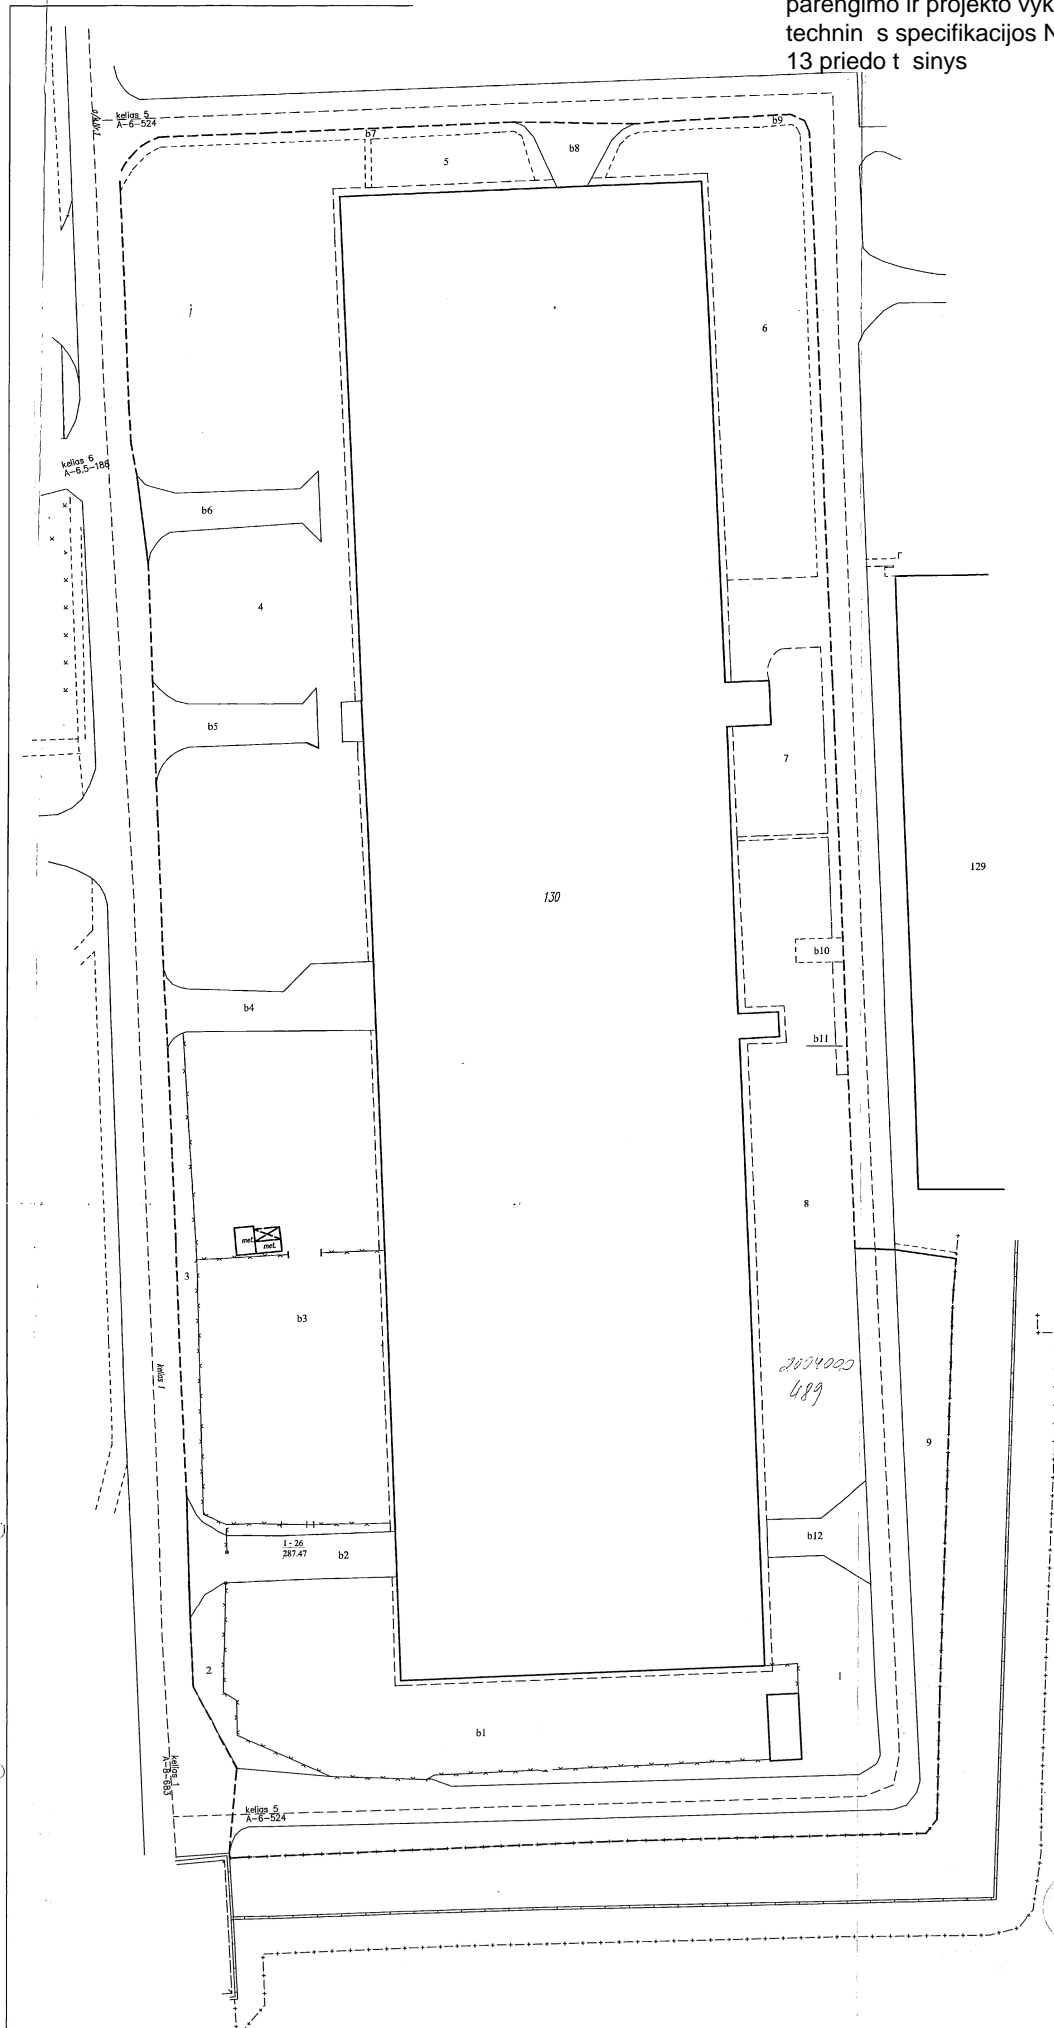 parengimo ir projekto vyk
technin s specifikacijos N
13 priedo t sinys
kelias 5
A-6-524
b7
5
b8
b9
j
6
kelias 6
A-6.5-186
b6
4
b5
7
130
129
b10
b4
b11
8
met.
met.
3
b3
kelias 1
489
9
b12
1-26
287.47
b2
2
1
b1
kelias 1
A-8-683
kelias 5
A-6-524